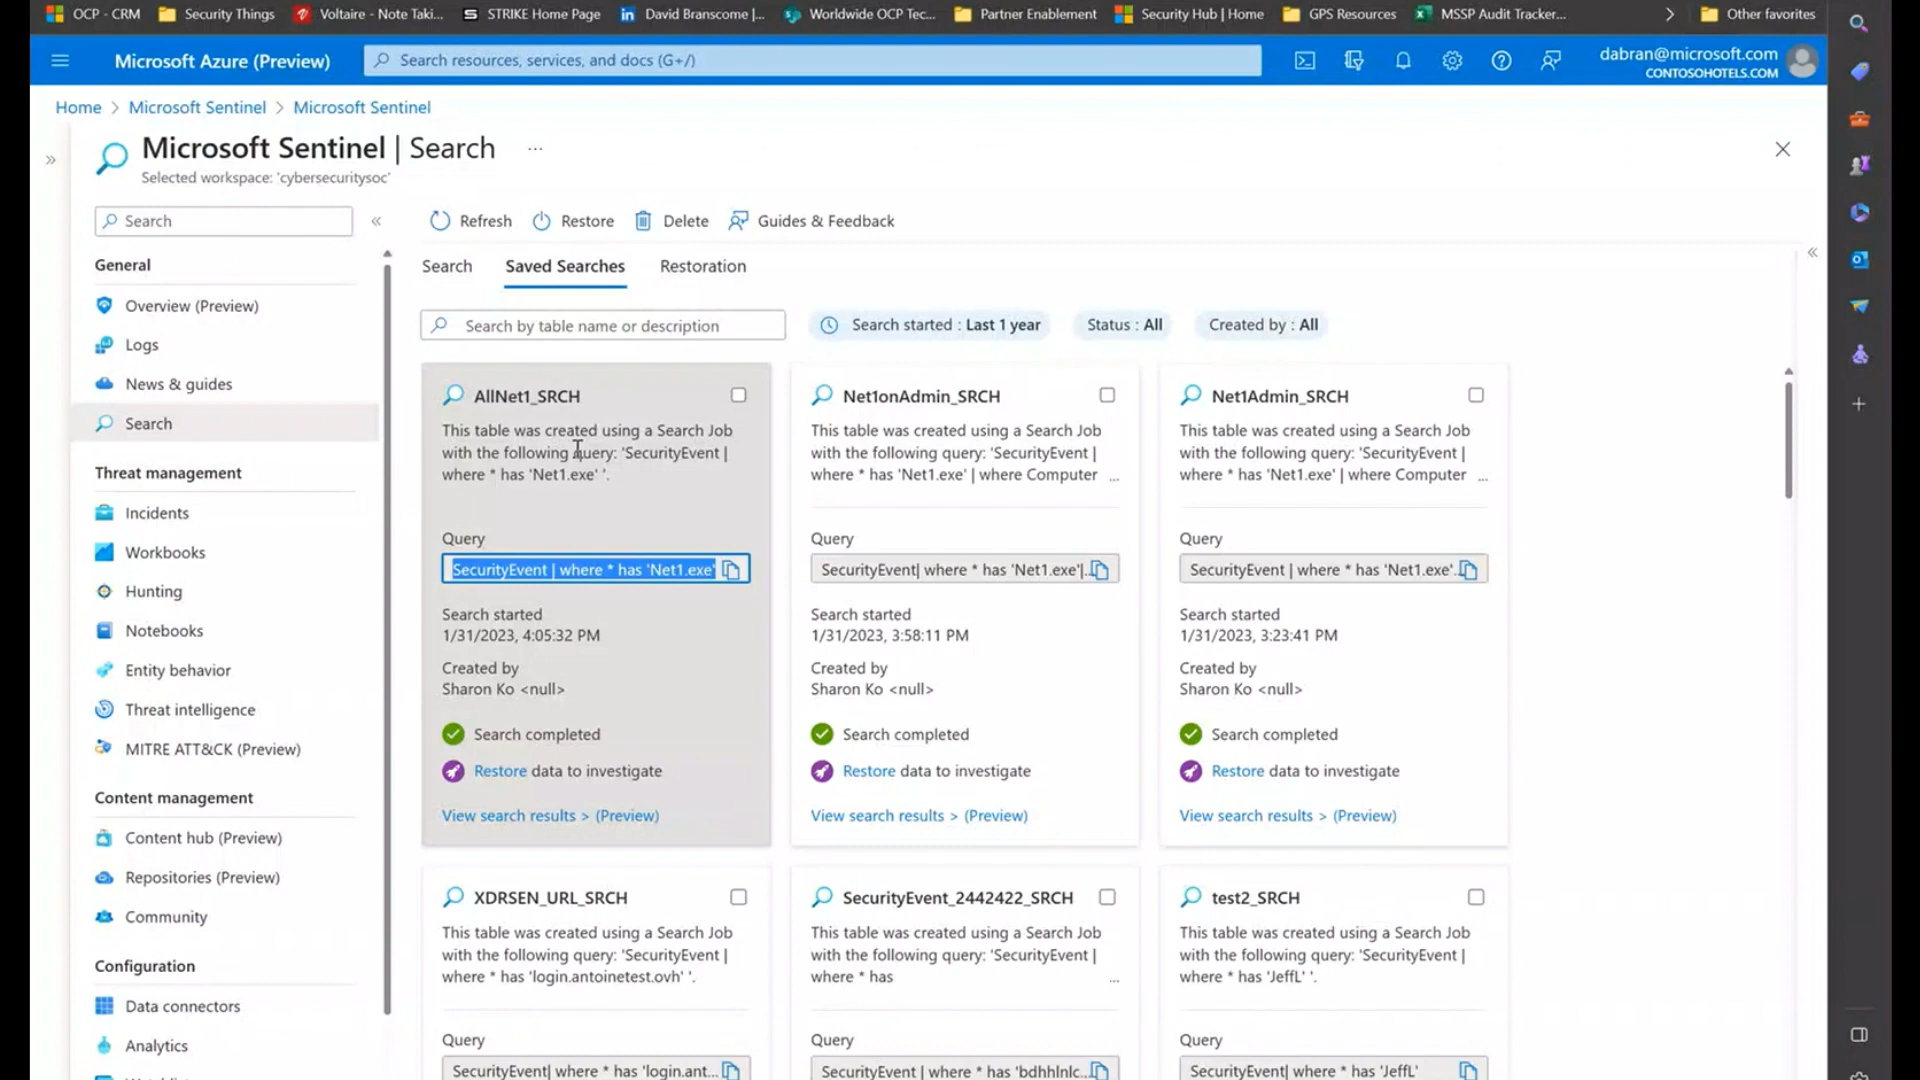 OCP - CRM
Security Things
Voltaire - Note Taki...
STRIKE Home Page
David Branscome |...
Worldwide OCP Tec...
Partner Enablement
Security Hub | Home
GPS Resources
MSSP Audit Tracker...
Other favorites
Microsoft Azure (Preview)
Search resources, services, and docs (G+/)
dabran@microsoft.com
CONTOSOHOTELS.COM
Home > Microsoft Sentinel > Microsoft Sentinel
Microsoft Sentinel | Search ...
Selected workspace: 'cybersecuritysoc'
Search
General
Overview (Preview)
Logs
News & guides
Search
Threat management
Incidents
Workbooks
Hunting
Notebooks
Entity behavior
Threat intelligence
MITRE ATT&CK (Preview)
Content management
Content hub (Preview)
Repositories (Preview)
Community
Configuration
Data connectors
Analytics
Refresh
Restore
Delete
Guides & Feedback
Search
Saved Searches
Restoration
Search by table name or description
Search started : Last 1 year
Status : All
Created by : All
AllNet1_SRCH
This table was created using a Search Job
with the following query: 'SecurityEvent |
where * has 'Net1.exe' '.
Query
SecurityEvent | where * has 'Net1.exe'
Search started
1/31/2023, 4:05:32 PM
Created by
Sharon Ko <null>
Search completed
Restore data to investigate
View search results > (Preview)
Net1onAdmin_SRCH
This table was created using a Search Job
with the following query: 'SecurityEvent |
where * has 'Net1.exe' | where Computer ...
Query
SecurityEvent| where * has 'Net1.exe'|...
Search started
1/31/2023, 3:58:11 PM
Created by
Sharon Ko <null>
Search completed
Restore data to investigate
View search results > (Preview)
Net1Admin_SRCH
This table was created using a Search Job
with the following query: 'SecurityEvent |
where * has 'Net1.exe' | where Computer ...
Query
SecurityEvent | where * has 'Net1.exe'...
Search started
1/31/2023, 3:23:41 PM
Created by
Sharon Ko <null>
Search completed
Restore data to investigate
View search results > (Preview)
XDRSEN_URL_SRCH
This table was created using a Search Job
with the following query: 'SecurityEvent |
where * has 'login.antoinetest.ovh' '.
Query
SecurityEvent| where * has 'login.ant...
SecurityEvent_2442422_SRCH
This table was created using a Search Job
with the following query: 'SecurityEvent |
where * has ...
Query
SecurityEvent | where * has 'bdhhlnlc...
test2_SRCH
This table was created using a Search Job
with the following query: 'SecurityEvent |
where * has 'JeffL' '.
Query
SecurityEvent| where * has 'JeffL'